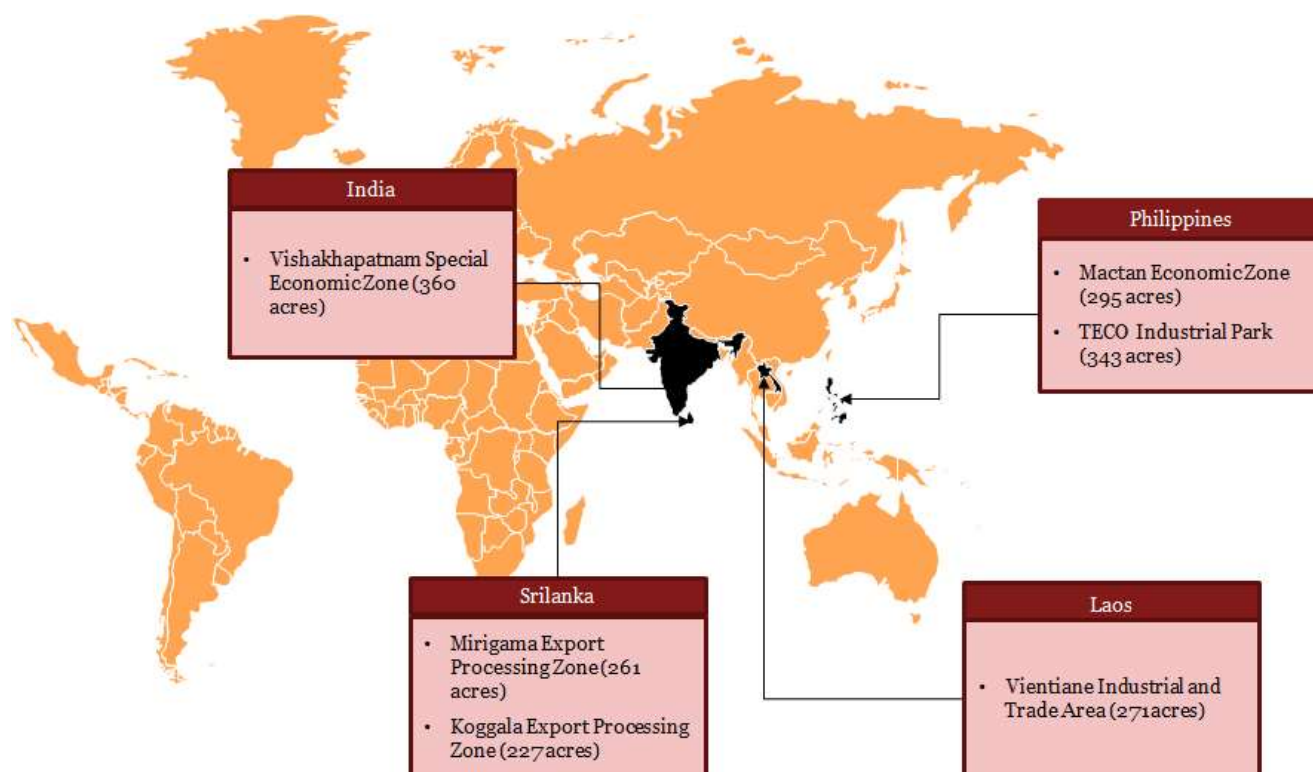 India
• Vishakhapatnam Special
Economic Zone (360
acres)
Philippines
• Mactan Economic Zone
(295 acres)
• TECO Industrial Park
(343 acres)
Srilanka
• Mirigama Export
Processing Zone (261
acres)
• Koggala Export Processing
Zone (227acres)
Laos
• Vientiane Industrial and
Trade Area (271acres)